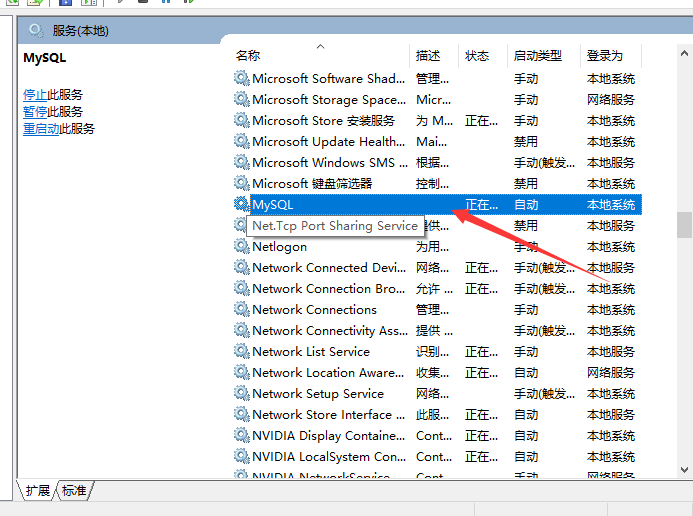 服务(本地)
MySQL
停止此服务
暂停此服务
重启动此服务
名称 描述 状态 启动类型 登录为
Microsoft Software Shad... 管理... 手动 本地系统
Microsoft Storage Space... Micr... 手动 网络服务
Microsoft Store 安装服务 为 M... 正在... 手动 本地系统
Microsoft Update Health... Mai... 禁用 本地系统
Microsoft Windows SMS ... 根据... 手动(触发... 本地系统
Microsoft 键盘筛选器 控制... 禁用 本地系统
MySQL 正在... 自动 本地系统
Net.Tcp Port Sharing Service 提供... 禁用 本地服务
Netlogon 为用... 手动 本地系统
Network Connected Devi... 网络... 正在... 手动(触发... 本地服务
Network Connection Bro... 允许 ... 正在... 手动(触发... 本地系统
Network Connections 管理... 手动 本地系统
Network Connectivity Ass... 提供 ... 手动(触发... 本地系统
Network List Service 识别... 正在... 手动 本地服务
Network Location Aware... 收集... 正在... 自动 网络服务
Network Setup Service 网络... 手动(触发... 本地系统
Network Store Interface ... 此服... 正在... 自动 本地服务
NVIDIA Display Containe... Cont... 正在... 自动 本地系统
NVIDIA LocalSystem Con... Cont... 正在... 自动 本地系统
NVIDIA NetworkService ... Cont... 手动 网络服务
扩展 标准